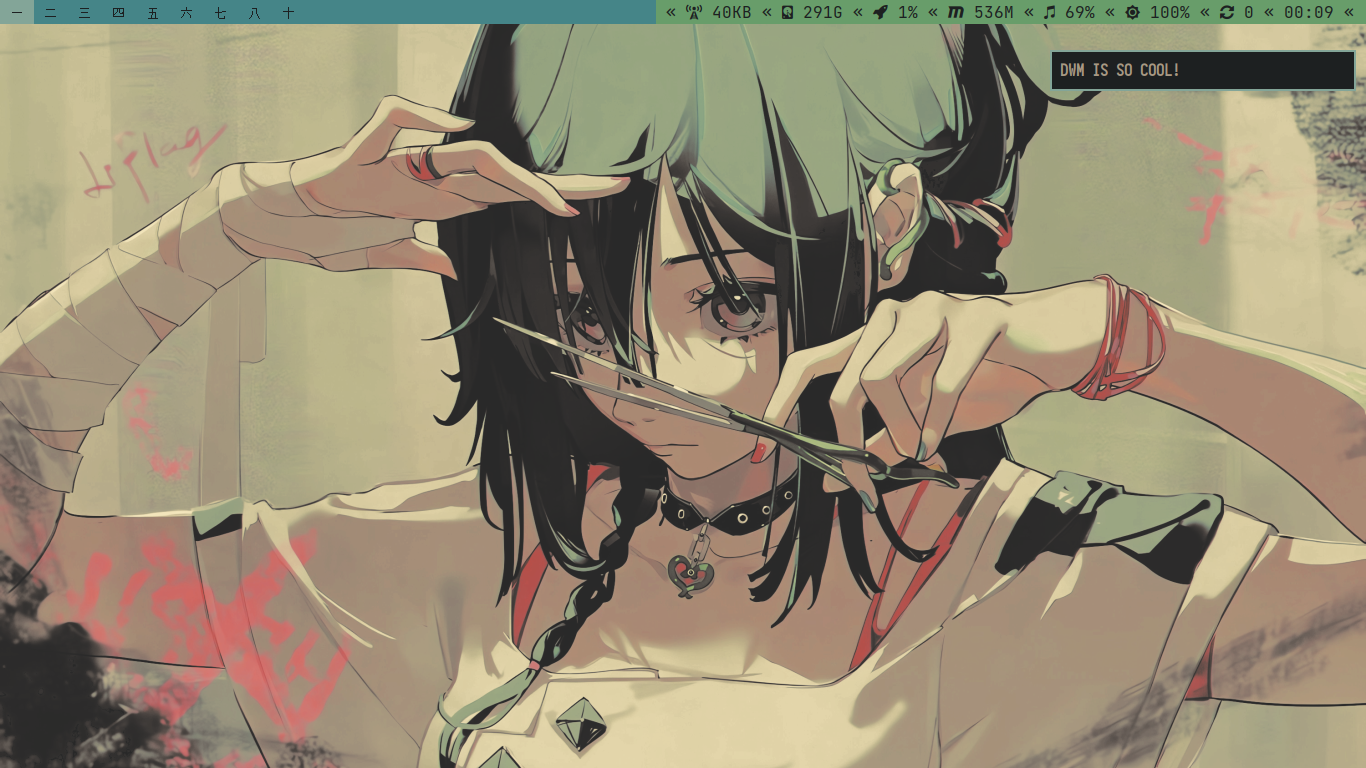 一 二 三 四 五 六 七 八 十
« 40KB « 291G « 1% « 536M « 69% « 100% « 0 « 00:09 «
DWM IS SO COOL!